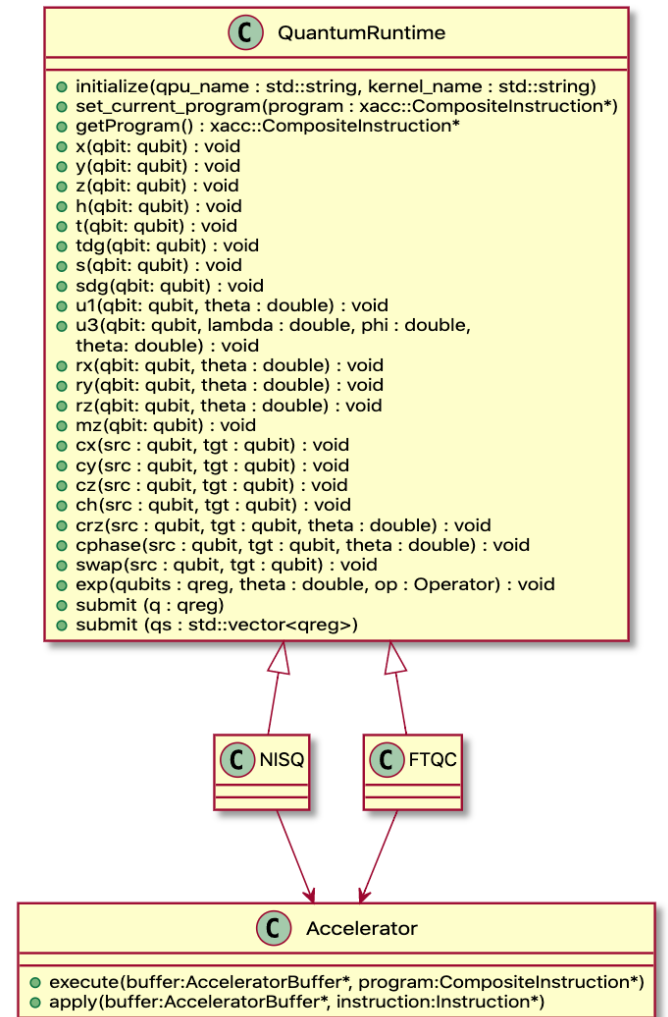 C QuantumRuntime
initialize(qpu_name : std::string, kernel_name : std::string)
set_current_program(program : xacc::CompositeInstruction*)
getProgram() : xacc::CompositeInstruction*
x(qbit: qubit) : void
y(qbit: qubit) : void
z(qbit: qubit) : void
h(qbit: qubit) : void
t(qbit: qubit) : void
tdg(qbit: qubit) : void
s(qbit: qubit) : void
sdg(qbit: qubit) : void
u1(qbit: qubit, theta : double) : void
u3(qbit: qubit, lambda : double, phi : double,
theta: double) : void
rx(qbit: qubit, theta : double) : void
ry(qbit: qubit, theta : double) : void
rz(qbit: qubit, theta : double) : void
mz(qbit: qubit) : void
cx(src : qubit, tgt : qubit) : void
cy(src : qubit, tgt : qubit) : void
cz(src : qubit, tgt : qubit) : void
ch(src : qubit, tgt : qubit) : void
crz(src : qubit, tgt : qubit, theta : double) : void
cphase(src : qubit, tgt : qubit, theta : double) : void
swap(src : qubit, tgt : qubit) : void
exp(qubits : qreg, theta : double, op : Operator) : void
submit (q : qreg)
submit (qs : std::vector<qreg>)
C NISQ
C FTQC
C Accelerator
execute(buffer:AcceleratorBuffer*, program:CompositeInstruction*)
apply(buffer:AcceleratorBuffer*, instruction:Instruction*)